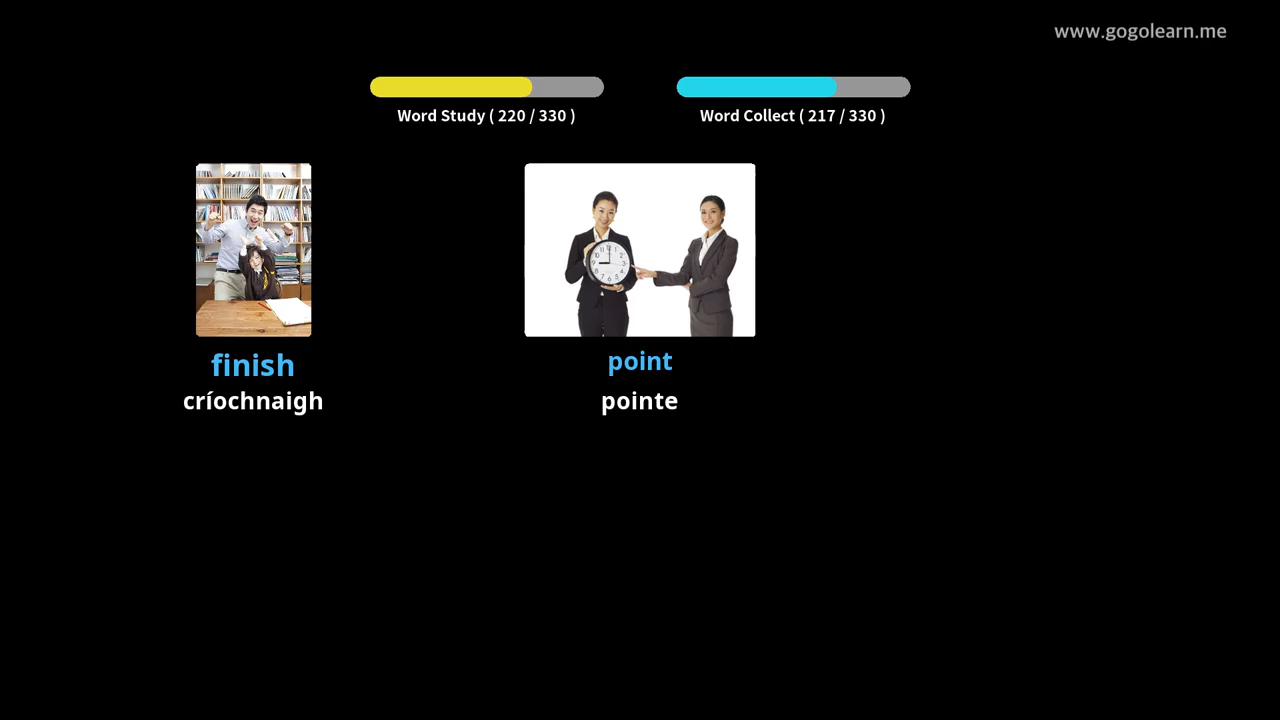 www.gogolearn.me
Word Study ( 220 / 330 )
Word Collect ( 217 / 330 )
finish
críochnaigh
point
pointe